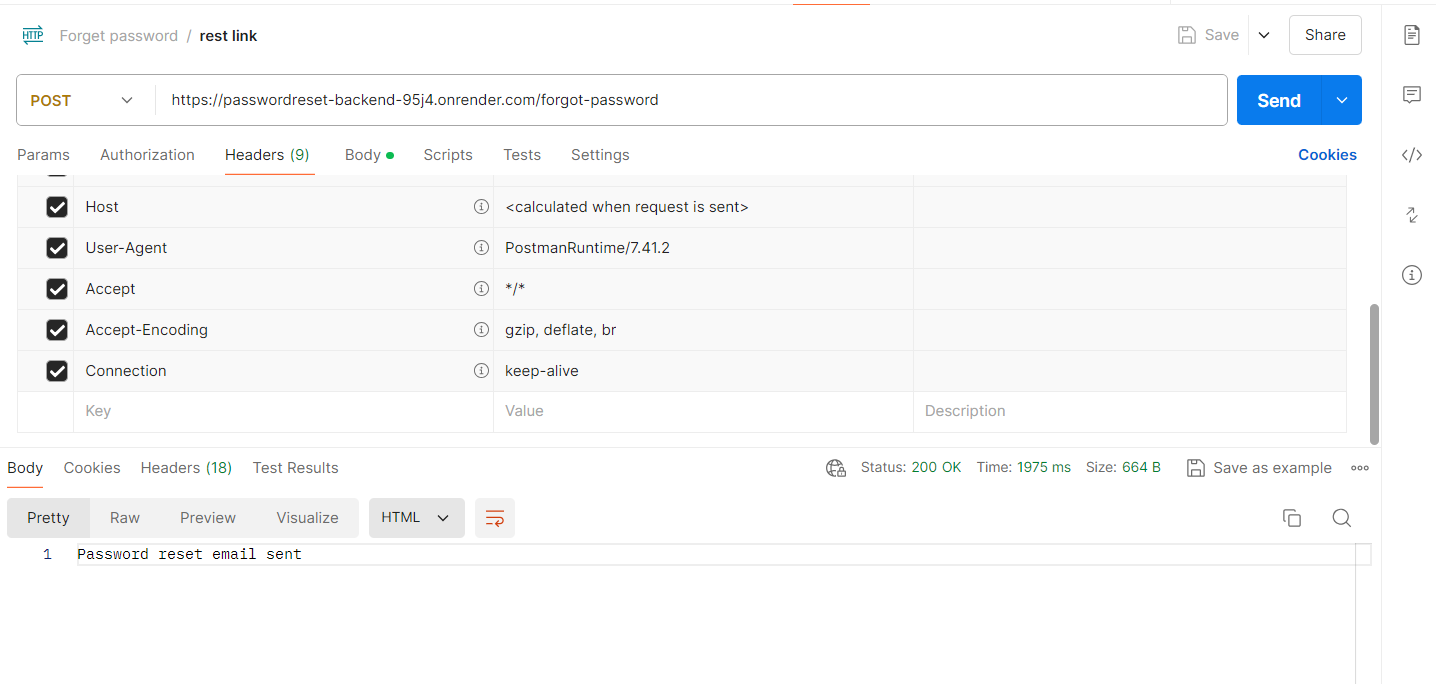 HTTP Forget password / rest link Save Share
POST https://passwordreset-backend-95j4.onrender.com/forgot-password Send
Params Authorization Headers (9) Body Scripts Tests Settings Cookies
Host <calculated when request is sent>
User-Agent PostmanRuntime/7.41.2
Accept */*
Accept-Encoding gzip, deflate, br
Connection keep-alive
Key Value Description
Body Cookies Headers (18) Test Results Status: 200 OK Time: 1975 ms Size: 664 B Save as example
Pretty Raw Preview Visualize HTML
1 Password reset email sent